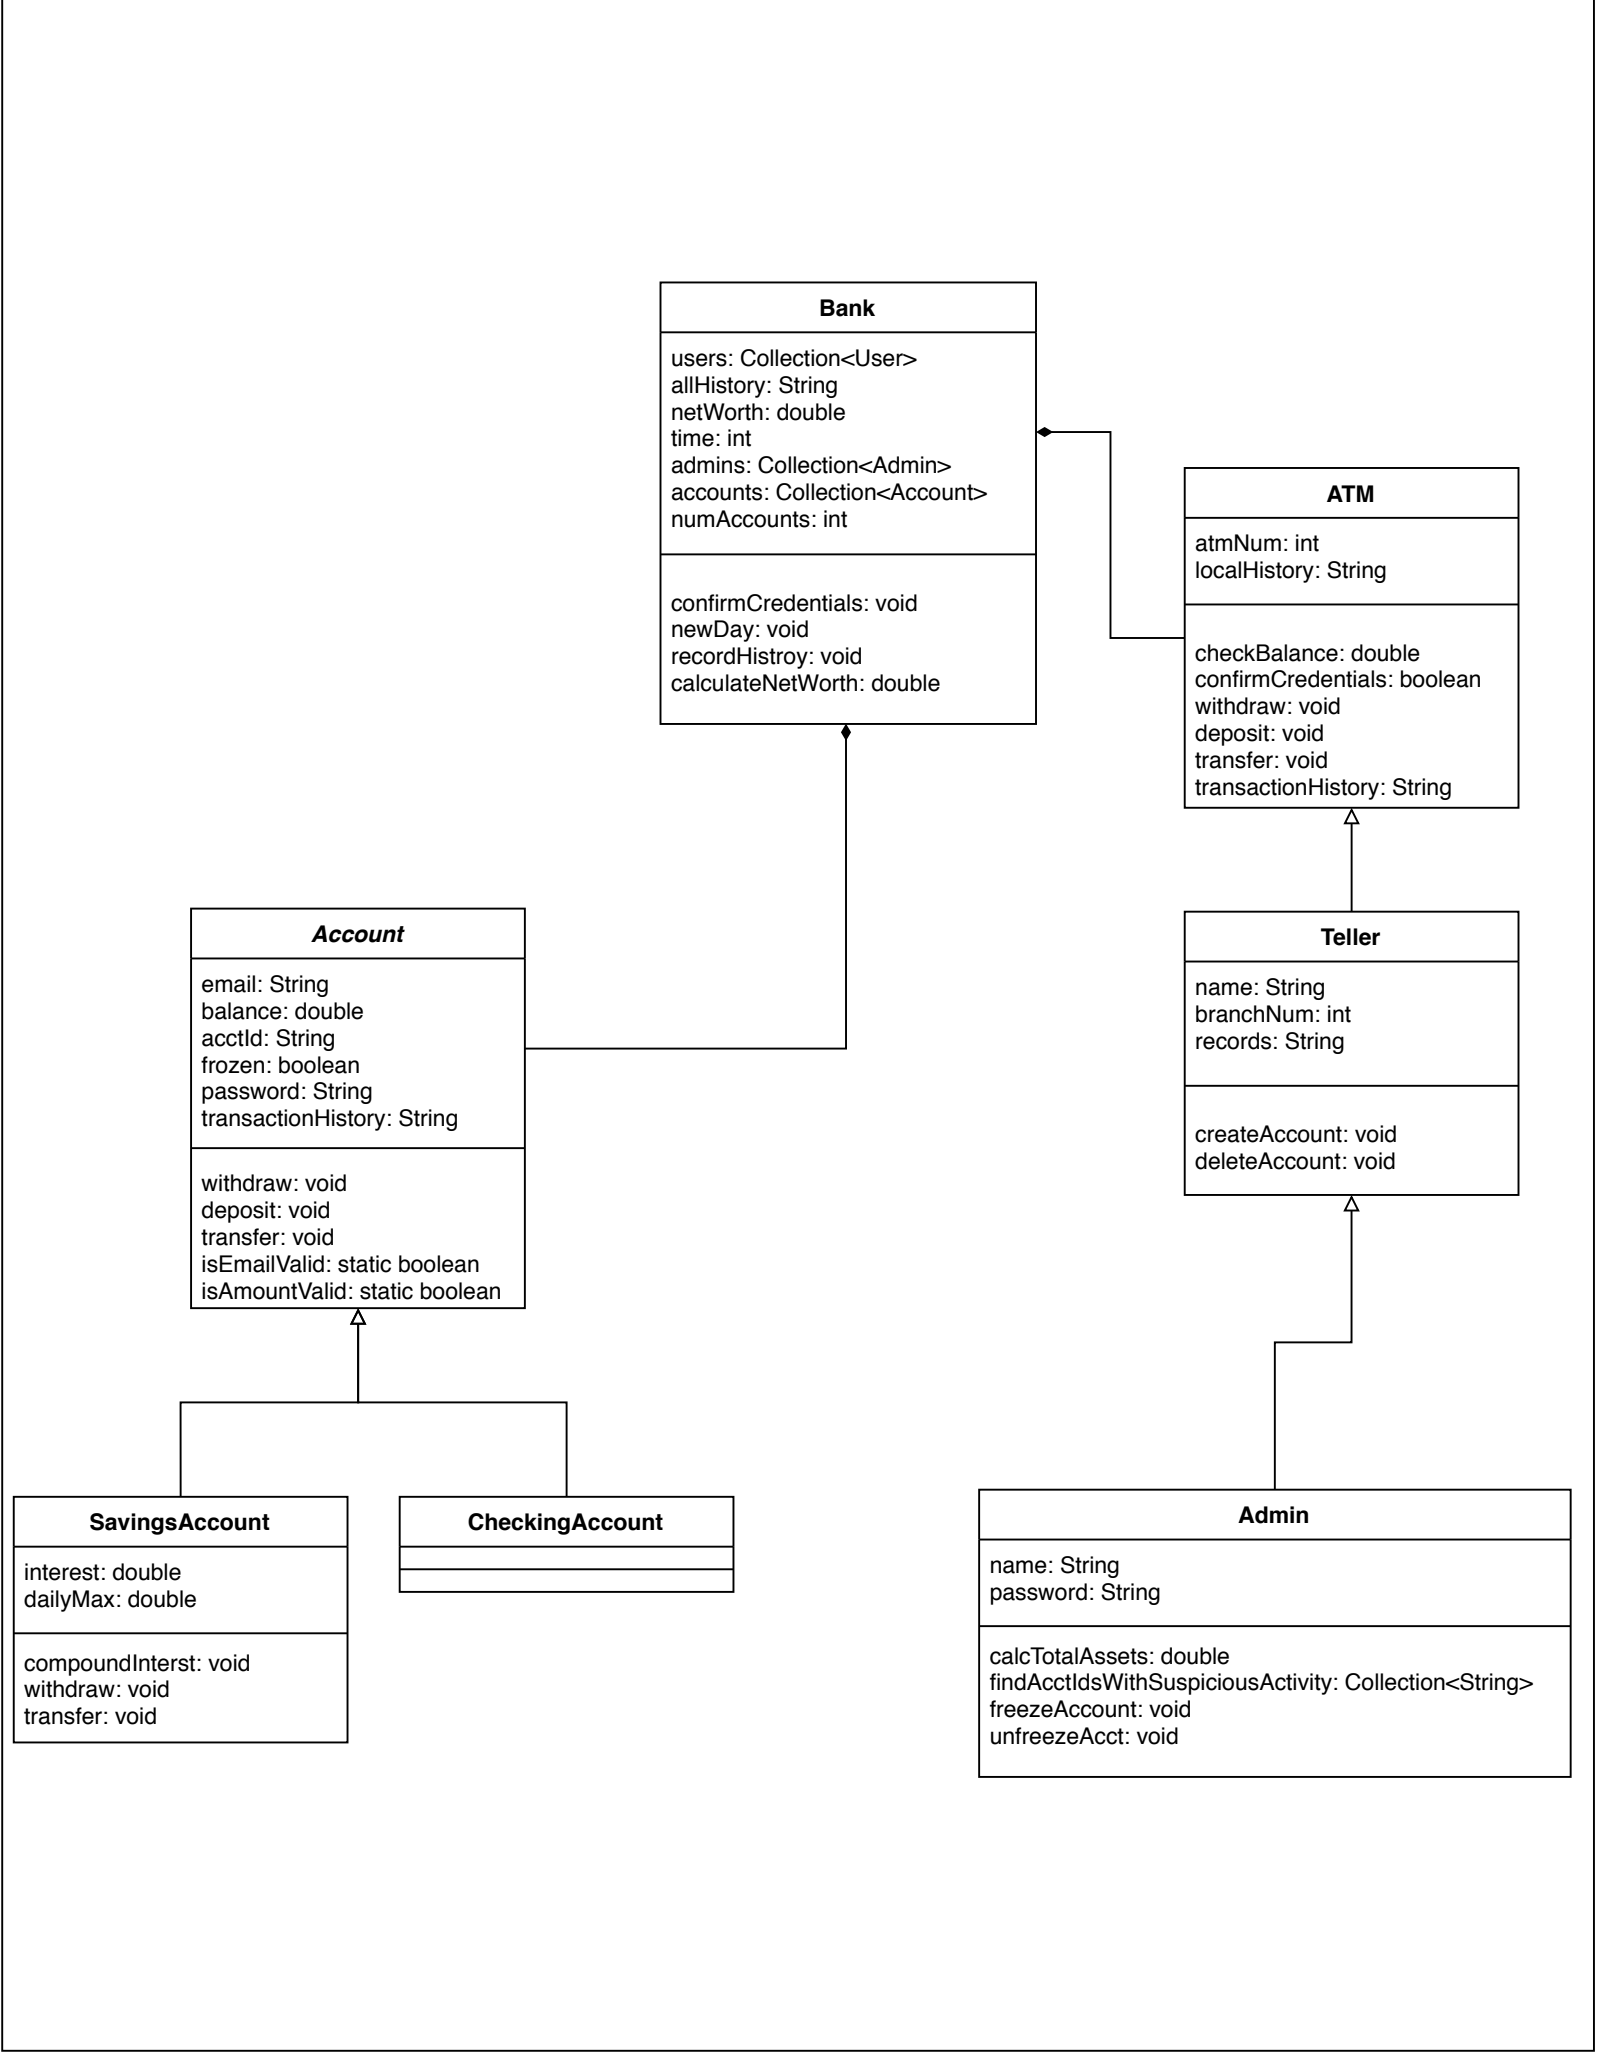 Bank
users: Collection<User>
allHistory: String
netWorth: double
time: int
admins: Collection<Admin>
accounts: Collection<Account>
numAccounts: int
confirmCredentials: void
newDay: void
recordHistroy: void
calculateNetWorth: double
ATM
atmNum: int
localHistory: String
checkBalance: double
confirmCredentials: boolean
withdraw: void
deposit: void
transfer: void
transactionHistory: String
Account
email: String
balance: double
acctId: String
frozen: boolean
password: String
transactionHistory: String
withdraw: void
deposit: void
transfer: void
isEmailValid: static boolean
isAmountValid: static boolean
Teller
name: String
branchNum: int
records: String
createAccount: void
deleteAccount: void
SavingsAccount
interest: double
dailyMax: double
compoundInterst: void
withdraw: void
transfer: void
CheckingAccount
Admin
name: String
password: String
calcTotalAssets: double
findAcctIdsWithSuspiciousActivity: Collection<String>
freezeAccount: void
unfreezeAcct: void